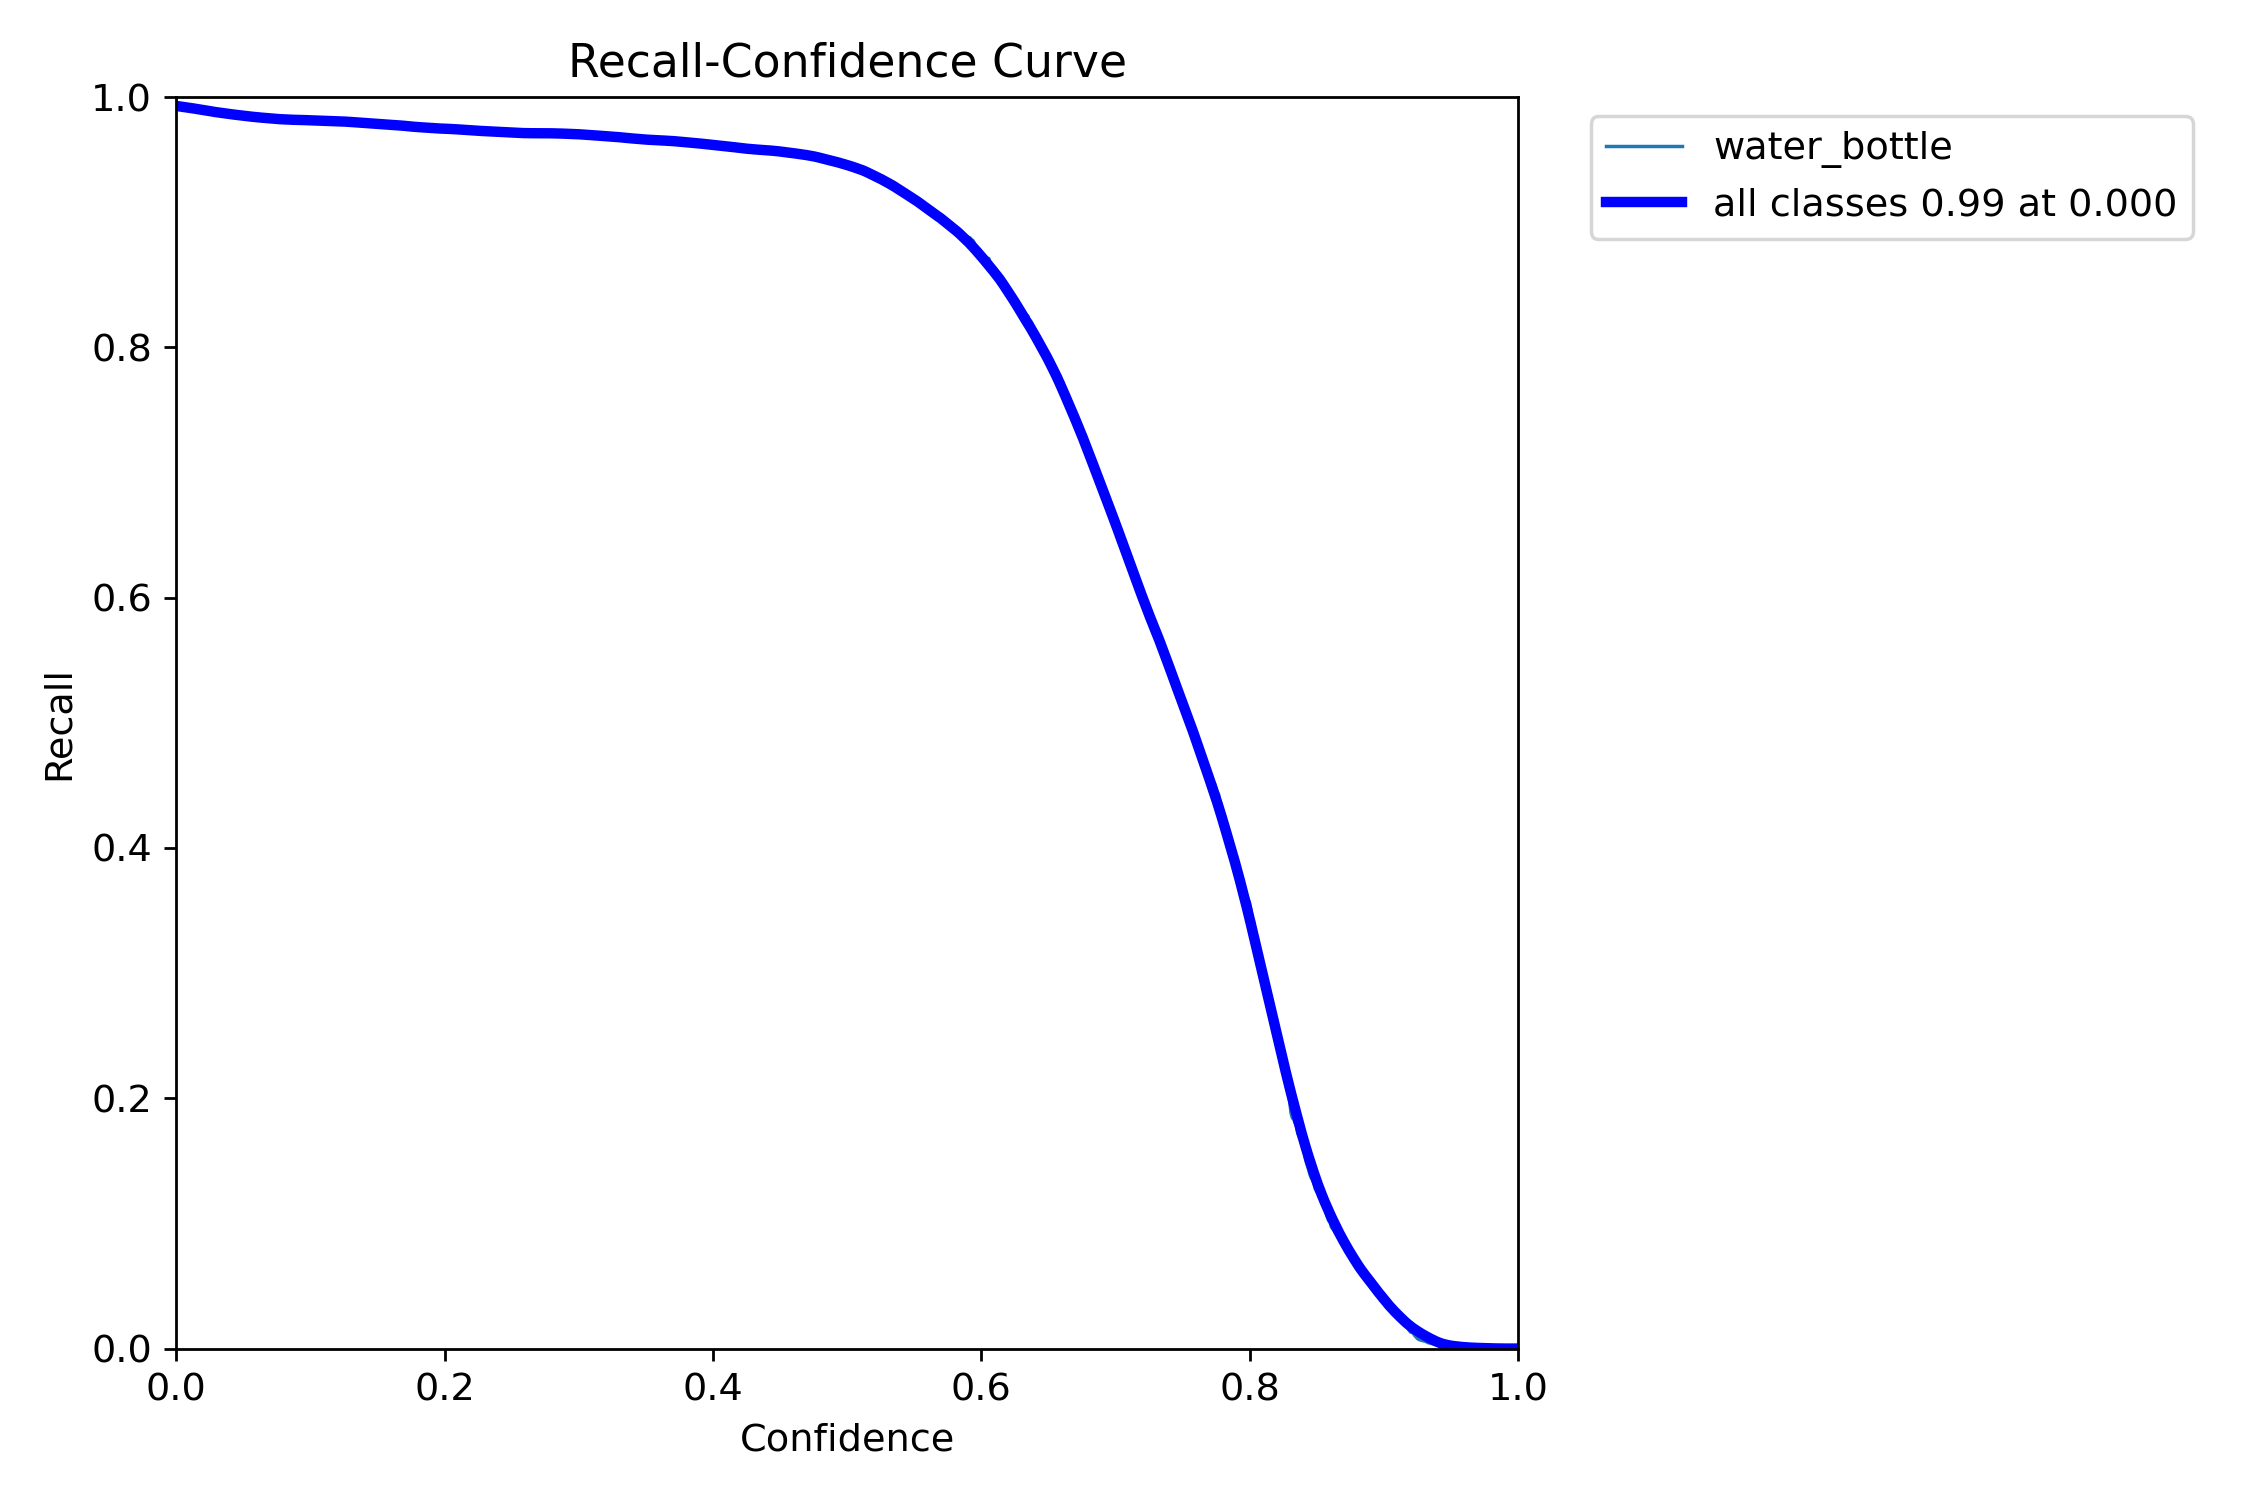 Recall-Confidence Curve
water_bottle
all classes 0.99 at 0.000
1.0
0.8
0.6
0.4
0.2
0.0
Recall
0.0 0.2 0.4 0.6 0.8 1.0
Confidence